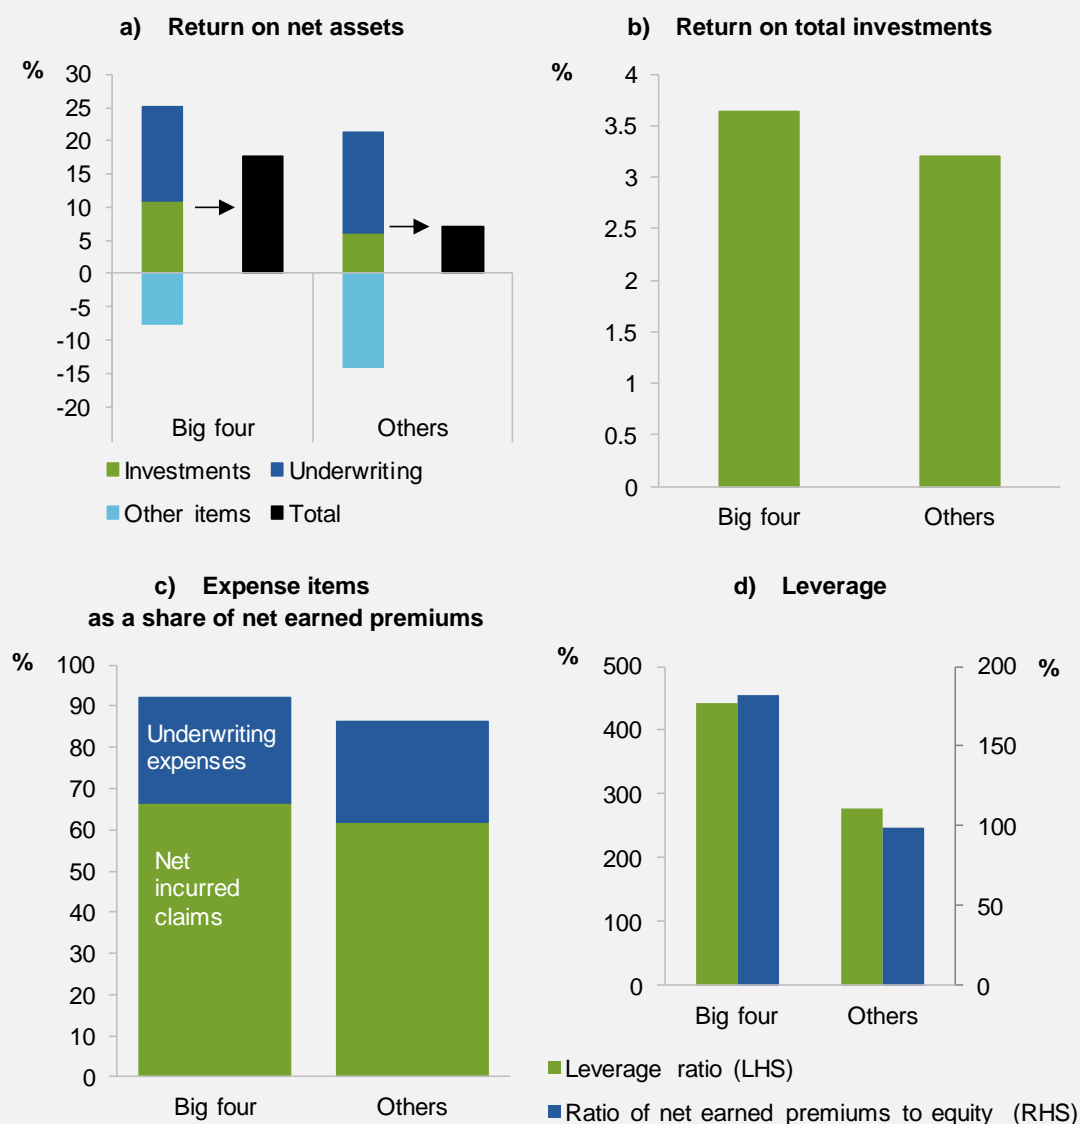 a) Return on net assets
%
30
25
20
15
10
5
0
-5
-10
-15
-20
Big four
Others
Investments
Underwriting
Other items
Total
b) Return on total investments
%
4
3.5
3
2.5
2
1.5
1
0.5
0
Big four
Others
c) Expense items
as a share of net earned premiums
%
100
90
80
70
60
50
40
30
20
10
0
Underwriting
expenses
Net
incurred
claims
Big four
Others
d) Leverage
%
500
400
300
200
100
0
%
200
150
100
50
0
Big four
Others
Leverage ratio (LHS)
Ratio of net earned premiums to equity (RHS)